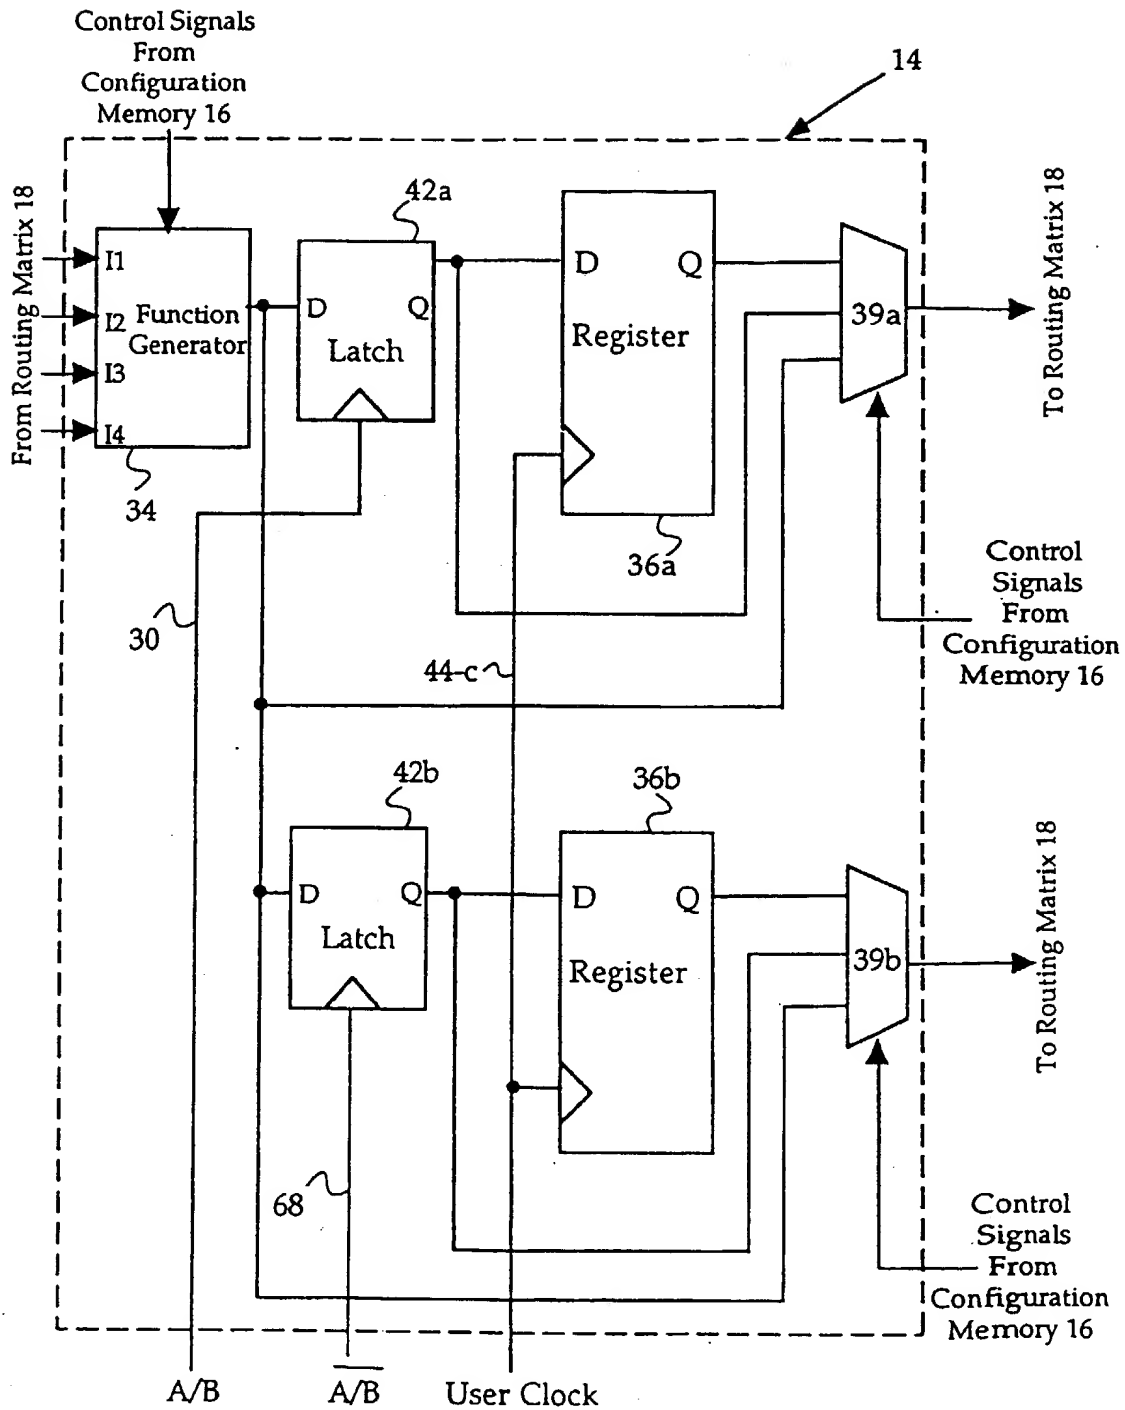 Control Signals
From
Configuration
Memory 16
14
From Routing Matrix 18
I1
I2
I3
I4
Function
Generator
34
42a
D
Q
Latch
D
Q
Register
36a
39a
To Routing Matrix 18
30
44-c
Control
Signals
From
Configuration
Memory 16
42b
D
Q
Latch
36b
D
Q
Register
39b
To Routing Matrix 18
68
Control
Signals
From
Configuration
Memory 16
A/B
A̅/̅B̅
User Clock